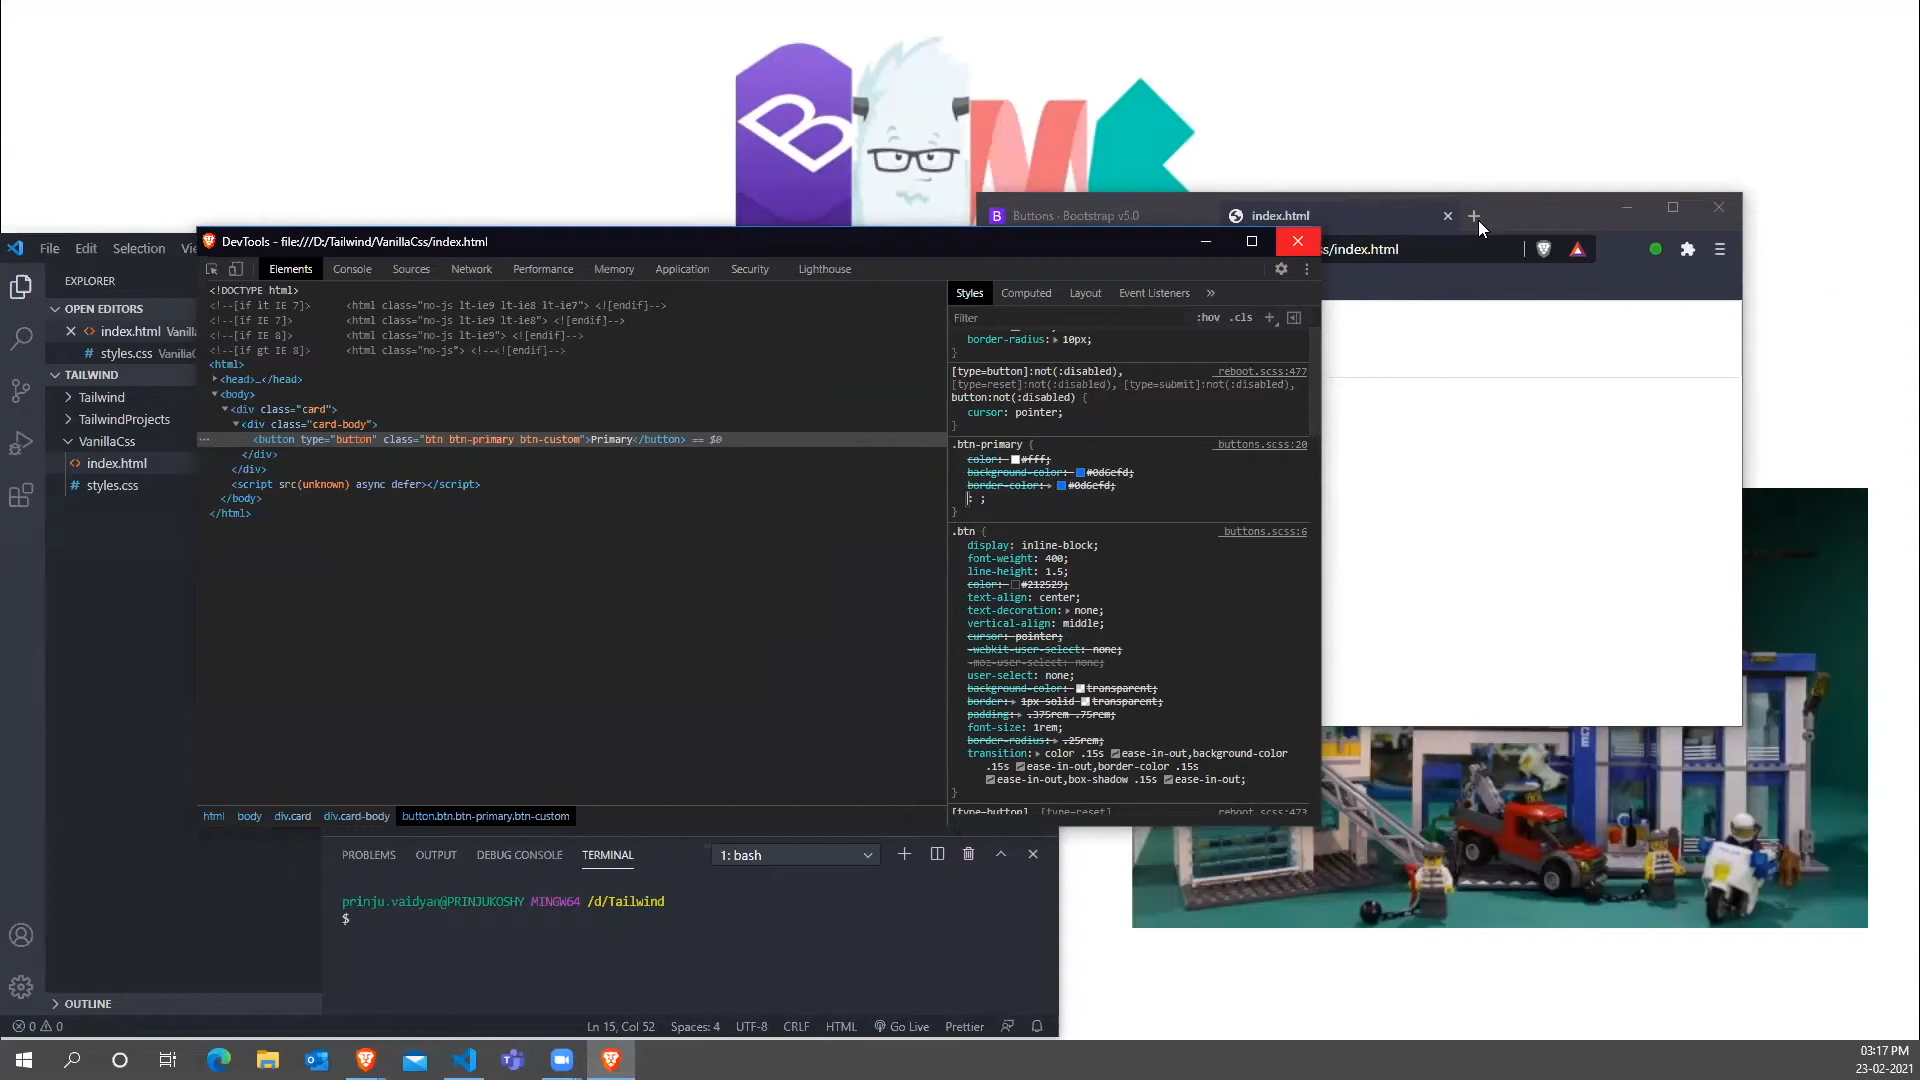 B
Buttons · Bootstrap v5.0
index.html
s/index.html
File Edit Selection
DevTools - file:///D:/Tailwind/VanillaCss/index.html
Elements Console Sources Network Performance Memory Application Security Lighthouse
EXPLORER
OPEN EDITORS
index.html
styles.css
TAILWIND
Tailwind
TailwindProjects
VanillaCss
index.html
styles.css
OUTLINE
<!DOCTYPE html>
<!--[if lt IE 7]> <html class="no-js lt-ie9 lt-ie8 lt-ie7"> <![endif]-->
<!--[if IE 7]> <html class="no-js lt-ie9 lt-ie8"> <![endif]-->
<!--[if IE 8]> <html class="no-js lt-ie9"> <![endif]-->
<!--[if gt IE 8]> <html class="no-js"> <!--<![endif]-->
<html>
<head>…</head>
<body>
<div class="card">
<div class="card-body">
<button type="button" class="btn btn-primary btn-custom">Primary</button> == $0
</div>
</div>
<script src(unknown) async defer></script>
</body>
</html>
html body div.card div.card-body button.btn.btn-primary.btn-custom
Styles Computed Layout Event Listeners »
Filter :hov .cls +
border-radius: 10px;
}
[type=button]:not(:disabled), _reboot.scss:477
[type=reset]:not(:disabled), [type=submit]:not(:disabled),
button:not(:disabled) {
cursor: pointer;
}
.btn-primary { _buttons.scss:20
color: #fff;
background-color: #0d6efd;
border-color: #0d6efd;
: ;
}
.btn { _buttons.scss:6
display: inline-block;
font-weight: 400;
line-height: 1.5;
color: #212529;
text-align: center;
text-decoration: none;
vertical-align: middle;
cursor: pointer;
-webkit-user-select: none;
-moz-user-select: none;
user-select: none;
background-color: transparent;
border: 1px solid transparent;
padding: .375rem .75rem;
font-size: 1rem;
border-radius: .25rem;
transition: color .15s ease-in-out,background-color
.15s ease-in-out,border-color .15s
ease-in-out,box-shadow .15s ease-in-out;
}
[type=button], [type=reset], _reboot.scss:473
PROBLEMS OUTPUT DEBUG CONSOLE TERMINAL 1: bash
prinju.vaidyan@PRINJUKOSHY MINGW64 /d/Tailwind
$
0 0 Ln 15, Col 52 Spaces: 4 UTF-8 CRLF HTML Go Live Prettier
03:17 PM
23-02-2021